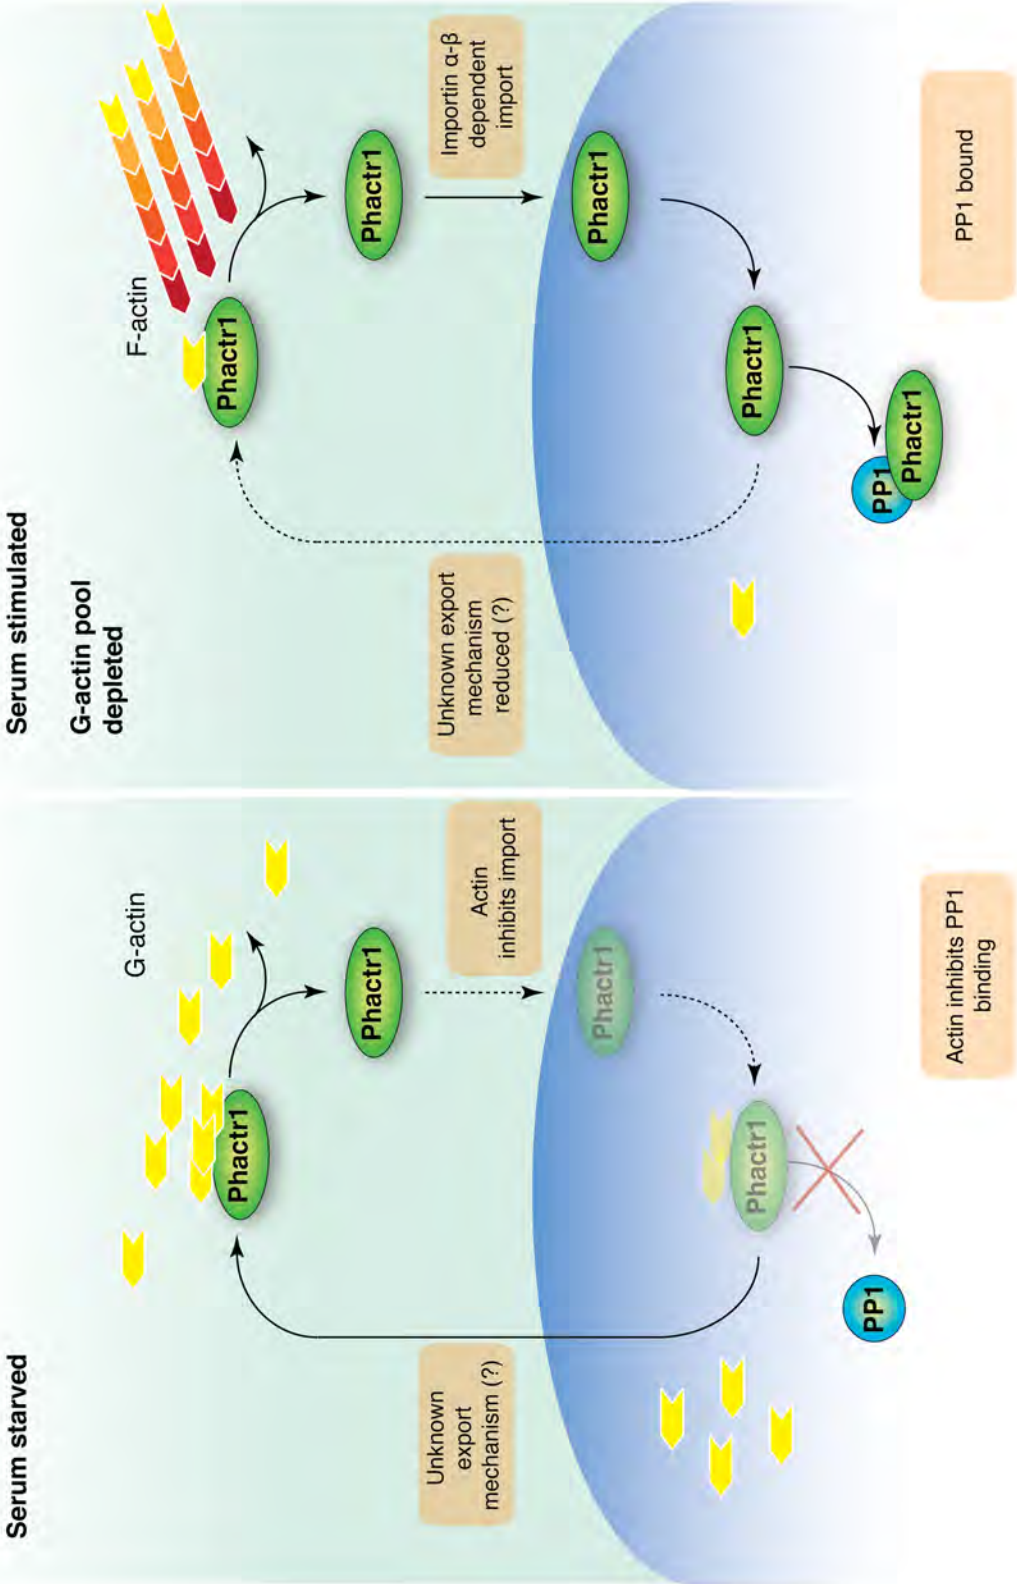 Serum starved
G-actin
Phactr1
Phactr1
Unknown
export
mechanism (?)
Actin
inhibits import
Phactr1
Phactr1
PP1
Actin inhibits PP1
binding
Serum stimulated
G-actin pool
depleted
F-actin
Phactr1
Phactr1
Unknown export
mechanism
reduced (?)
Importin α-β
dependent
import
Phactr1
Phactr1
PP1
Phactr1
PP1 bound